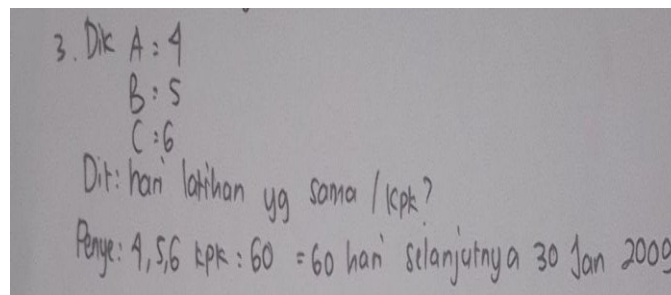 3. Dik A : 4
B : 5
C : 6
Dit: hari latihan yg sama / kpk?
Penye: 4, 5, 6 kpk : 60 = 60 hari selanjutnya 30 Jan 2009